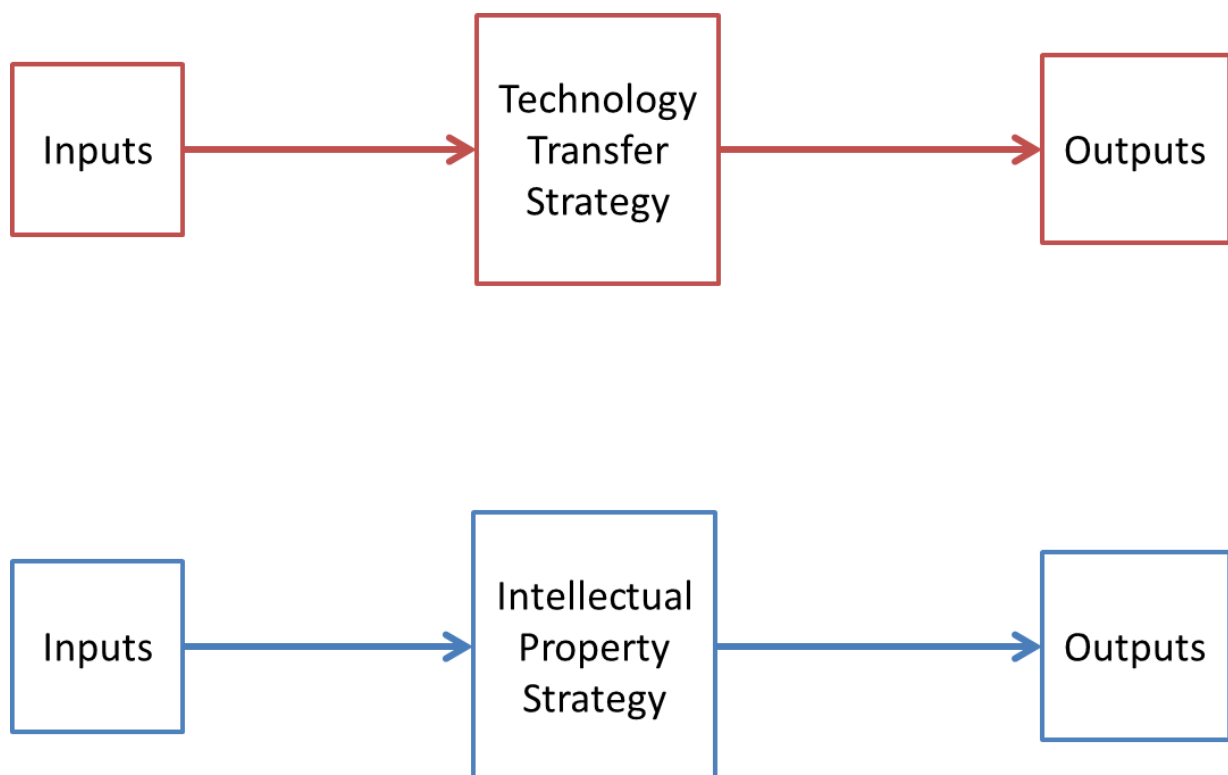 Inputs
Technology
Transfer
Strategy
Outputs
Inputs
Intellectual
Property
Strategy
Outputs